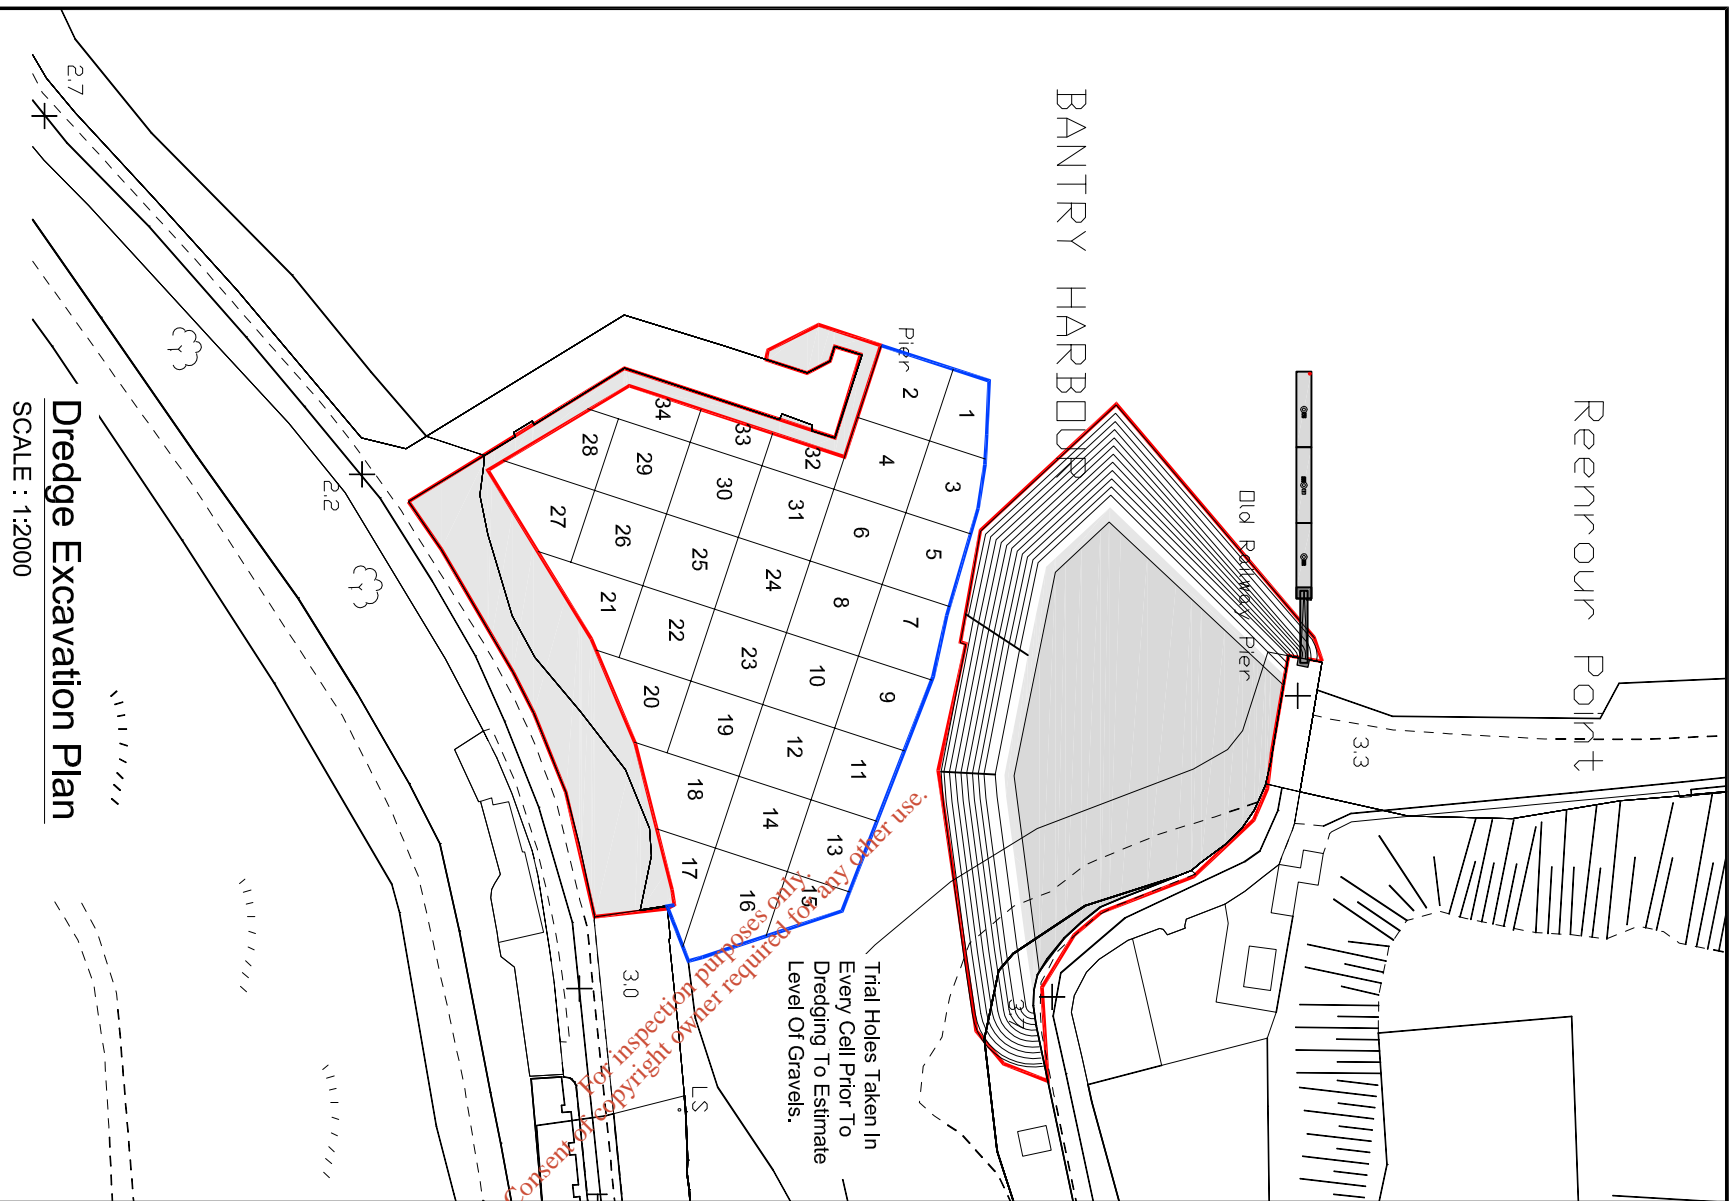 Reenrour Point
BANTRY HARBOUR
Old Railway Pier
Pier
2.7
2.2
3.3
3.0
LS
1
2
3
4
5
6
7
8
9
10
11
12
13
14
15
16
17
18
19
20
21
22
23
24
25
26
27
28
29
30
31
32
33
34
Trial Holes Taken In
Every Cell Prior To
Dredging To Estimate
Level Of Gravels.
Dredge Excavation Plan
SCALE : 1:2000
For inspection purposes only.
Consent of copyright owner required for any other use.